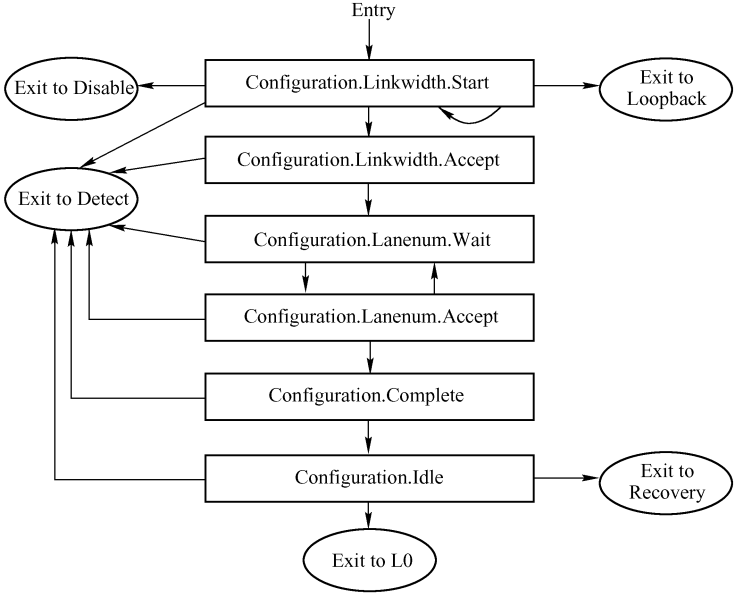 Entry
Configuration.Linkwidth.Start
Exit to Disable
Exit to
Loopback
Configuration.Linkwidth.Accept
Exit to Detect
Configuration.Lanenum.Wait
Configuration.Lanenum.Accept
Configuration.Complete
Configuration.Idle
Exit to
Recovery
Exit to L0